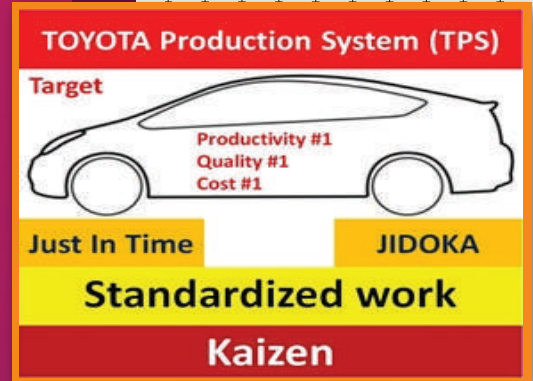 TOYOTA Production System (TPS)
Target
Productivity #1
Quality #1
Cost #1
Just In Time
JIDOKA
Standardized work
Kaizen